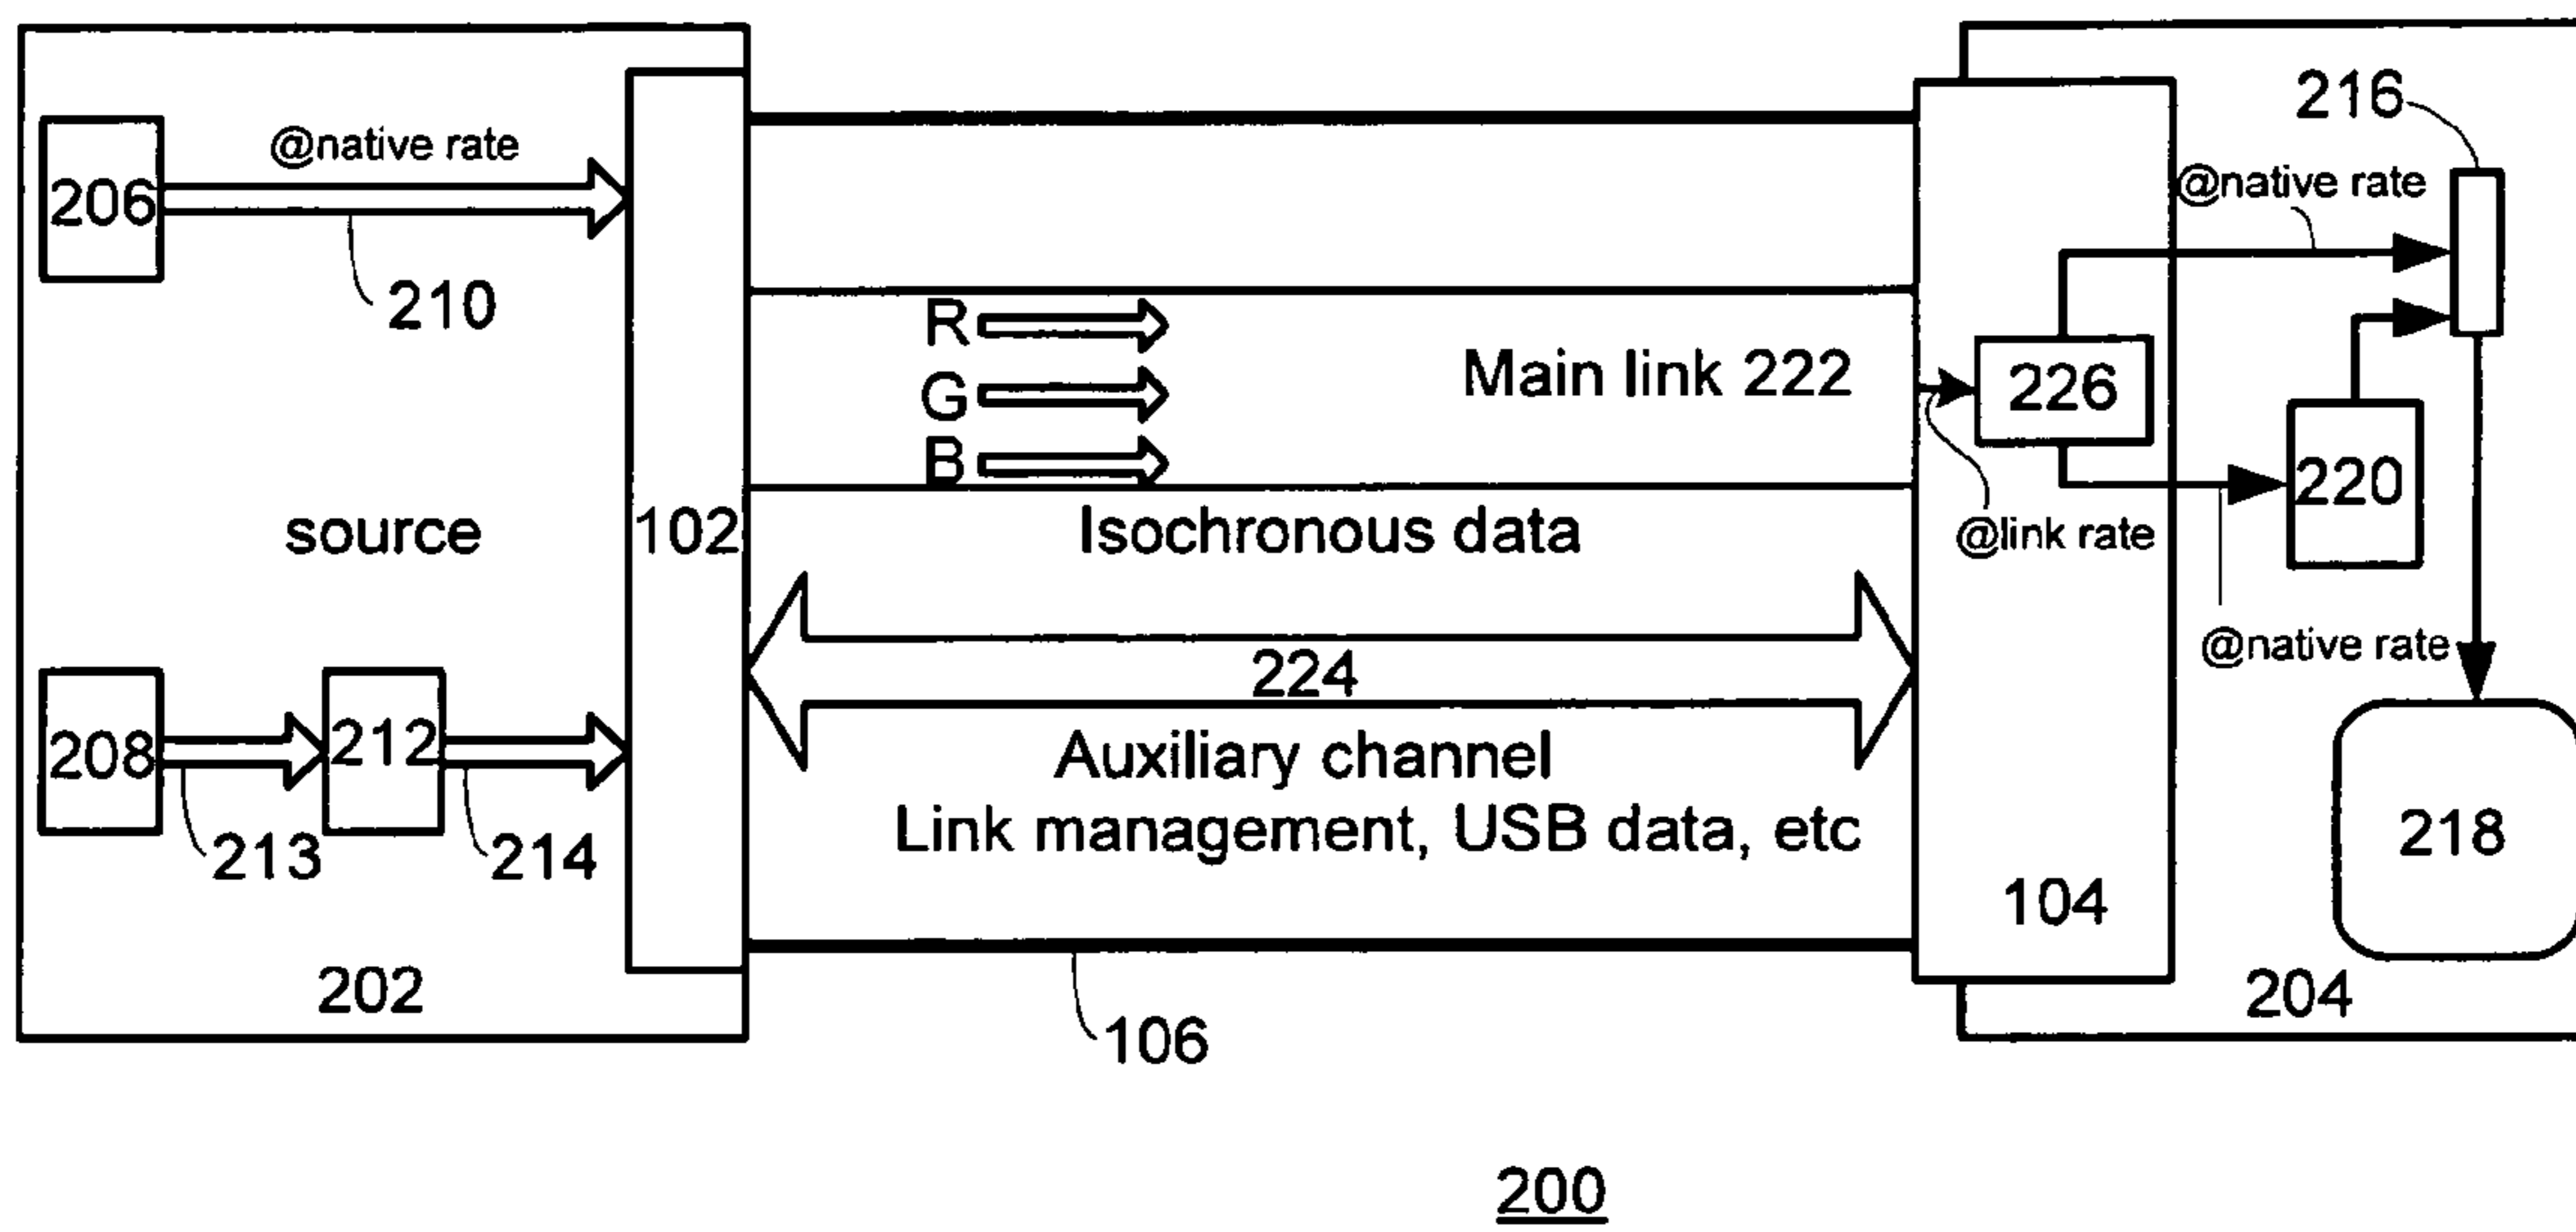 216
@native rate
206
@native rate
210
R
G
B
Main link 222
226
220
source
102
Isochronous data
@link rate
224
@native rate
208
212
213
214
Auxiliary channel
Link management, USB data, etc
218
104
202
204
106
200